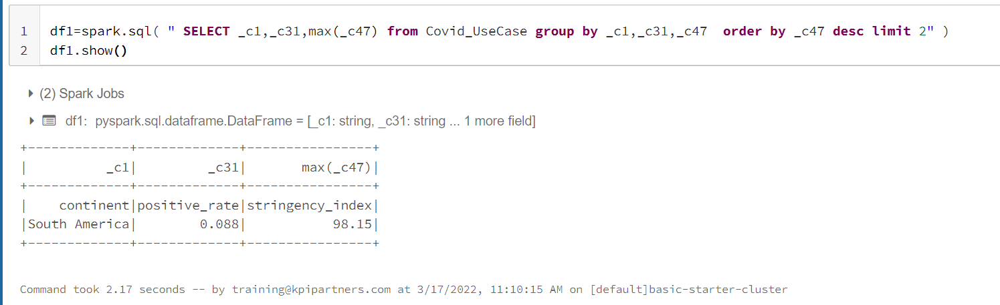 1 df1=spark.sql( " SELECT _c1,_c31,max(_c47) from Covid_UseCase group by _c1,_c31,_c47  order by _c47 desc limit 2" )
2 df1.show()
(2) Spark Jobs
df1: pyspark.sql.dataframe.DataFrame = [_c1: string, _c31: string ... 1 more field]
+-------------+-------------+----------------+
|          _c1|         _c31|       max(_c47)|
+-------------+-------------+----------------+
|    continent|positive_rate|stringency_index|
|South America|        0.088|           98.15|
+-------------+-------------+----------------+
Command took 2.17 seconds -- by training@kpipartners.com at 3/17/2022, 11:10:15 AM on [default]basic-starter-cluster